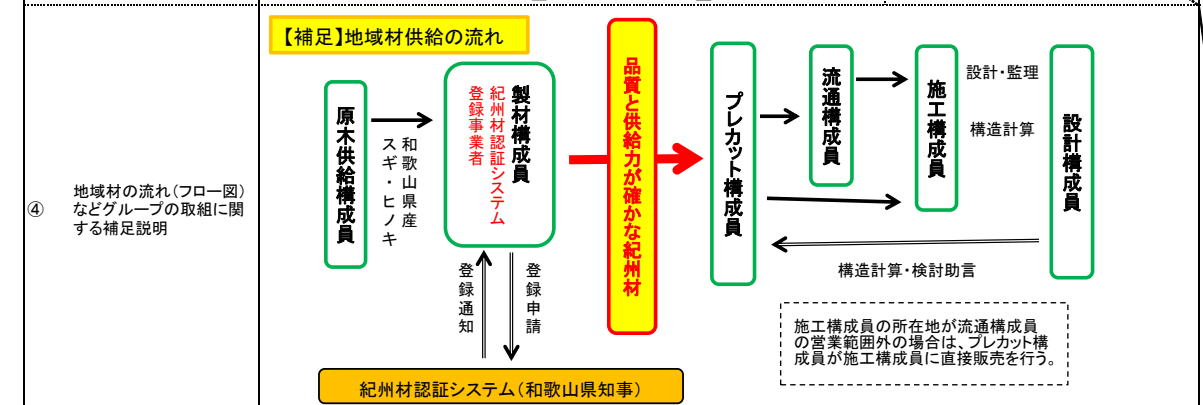 ④
地域材の流れ(フロー図)
などグループの取組に関
する補足説明
【補足】地域材供給の流れ
原木供給構成員
和歌山県産
スギ・ヒノキ
製材構成員
紀州材認証システム
登録事業者
登録通知
登録申請
紀州材認証システム(和歌山県知事)
品質と供給力が確かな紀州材
プレカット構成員
流通構成員
施工構成員
設計・監理
構造計算
設計構成員
構造計算・検討助言
施工構成員の所在地が流通構成員
の営業範囲外の場合は、プレカット構
成員が施工構成員に直接販売を行う。